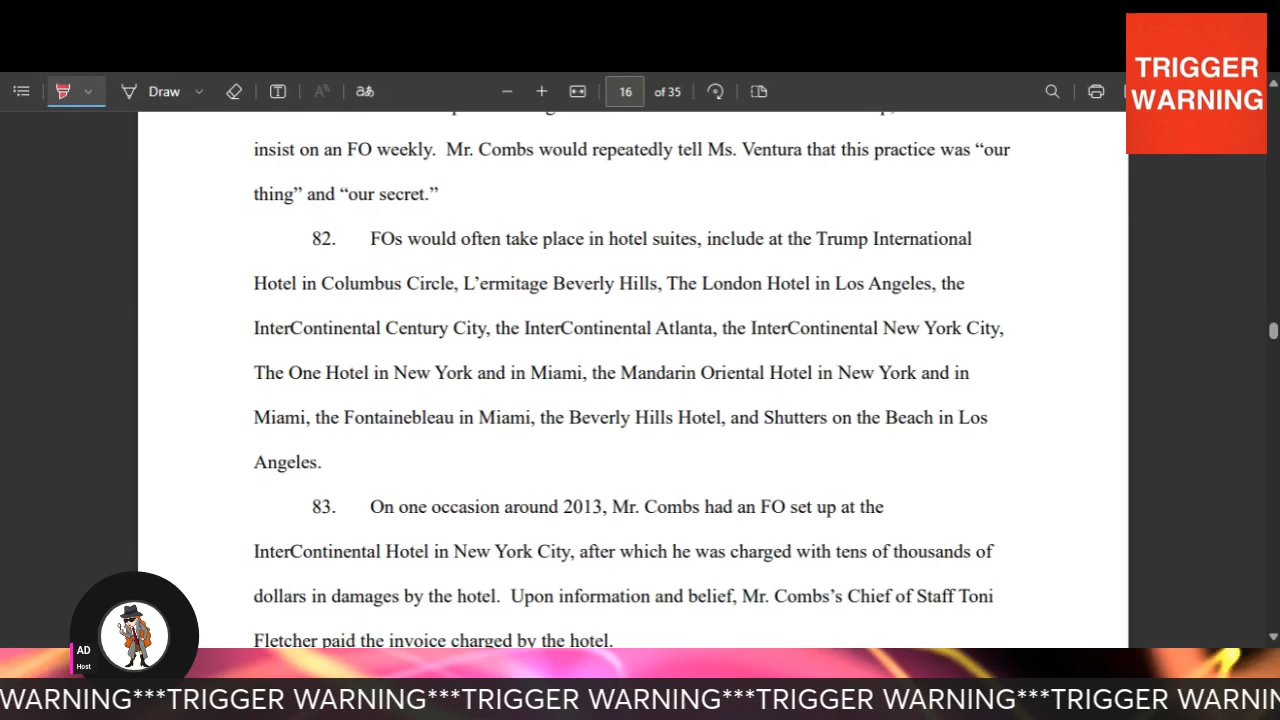 TRIGGER
WARNING
Draw
A
aあ
16
of 35
insist on an FO weekly. Mr. Combs would repeatedly tell Ms. Ventura that this practice was “our
thing” and “our secret.”
82. FOs would often take place in hotel suites, include at the Trump International
Hotel in Columbus Circle, L’ermitage Beverly Hills, The London Hotel in Los Angeles, the
InterContinental Century City, the InterContinental Atlanta, the InterContinental New York City,
The One Hotel in New York and in Miami, the Mandarin Oriental Hotel in New York and in
Miami, the Fontainebleau in Miami, the Beverly Hills Hotel, and Shutters on the Beach in Los
Angeles.
83. On one occasion around 2013, Mr. Combs had an FO set up at the
InterContinental Hotel in New York City, after which he was charged with tens of thousands of
dollars in damages by the hotel. Upon information and belief, Mr. Combs’s Chief of Staff Toni
Fletcher paid the invoice charged by the hotel.
AD
Host
WARNING***TRIGGER WARNING***TRIGGER WARNING***TRIGGER WARNING***TRIGGER WARNIN